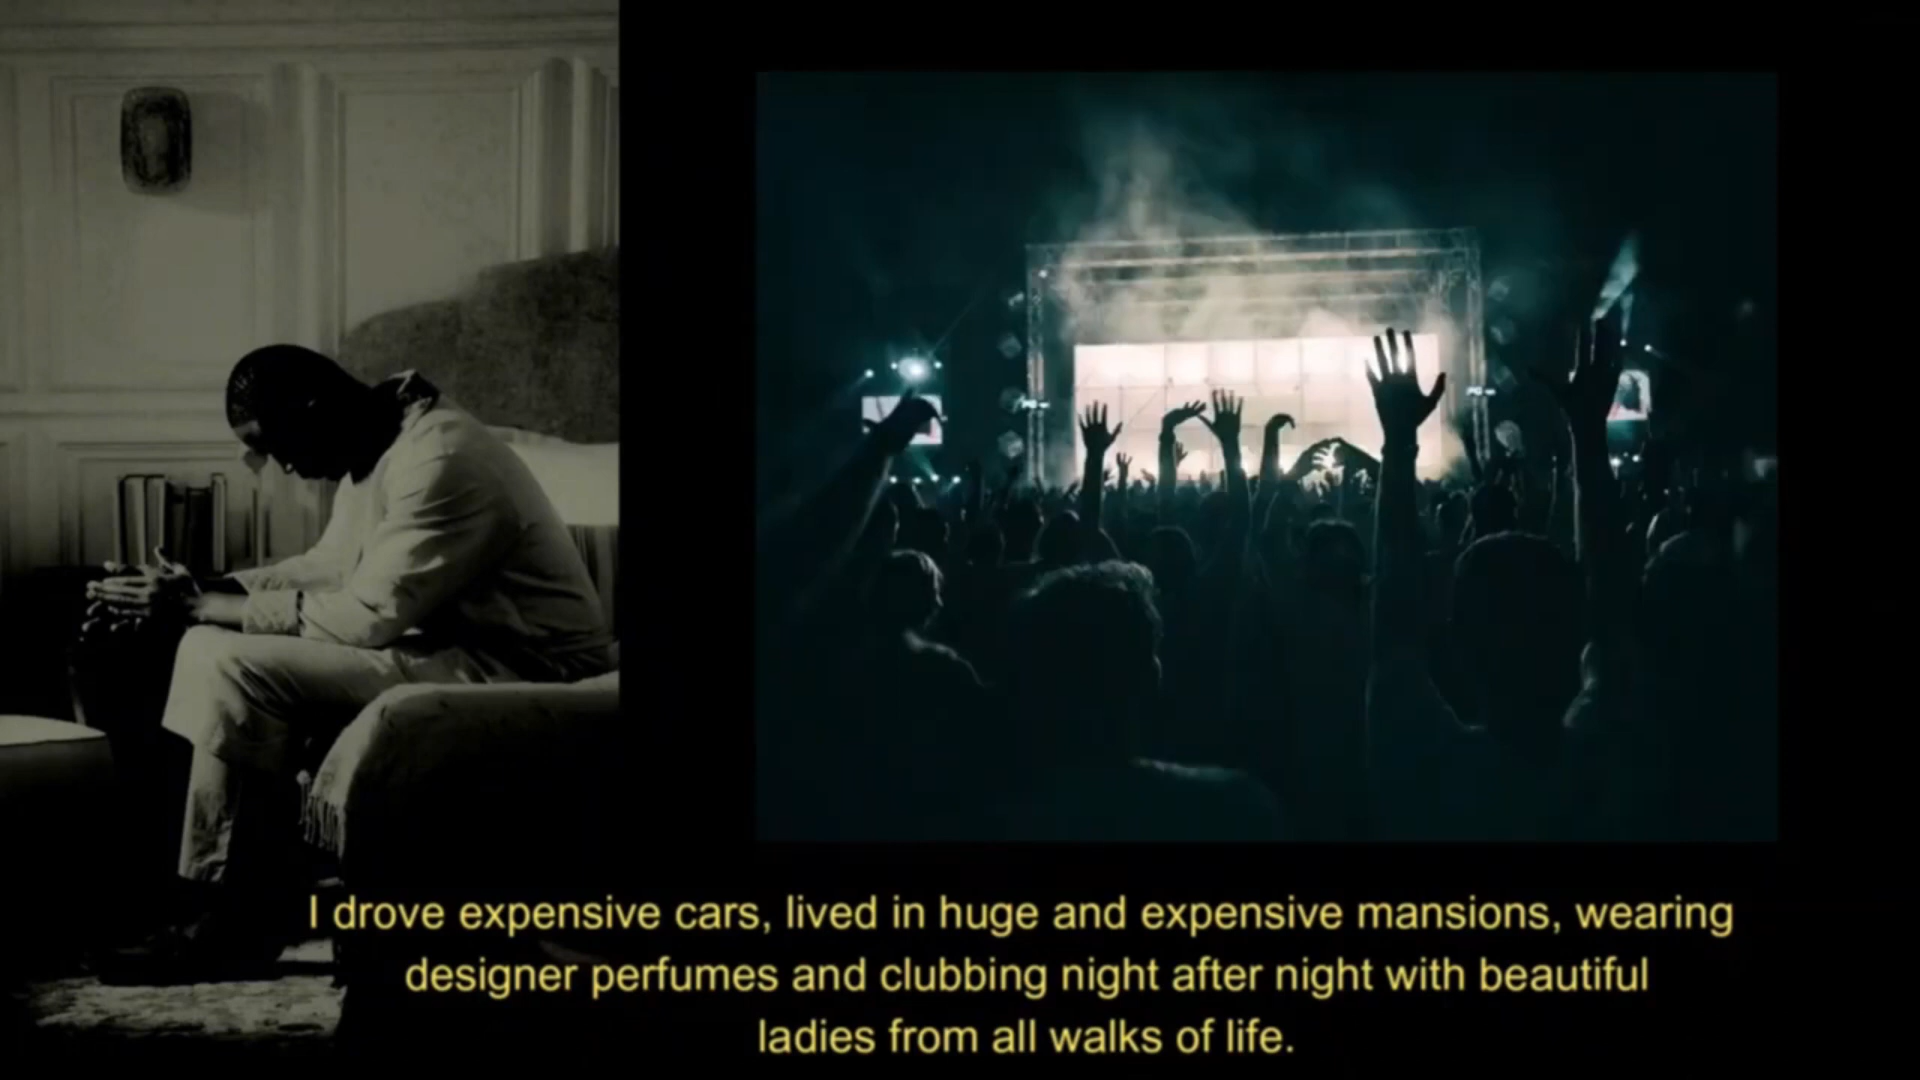 I drove expensive cars, lived in huge and expensive mansions, wearing
designer perfumes and clubbing night after night with beautiful
ladies from all walks of life.